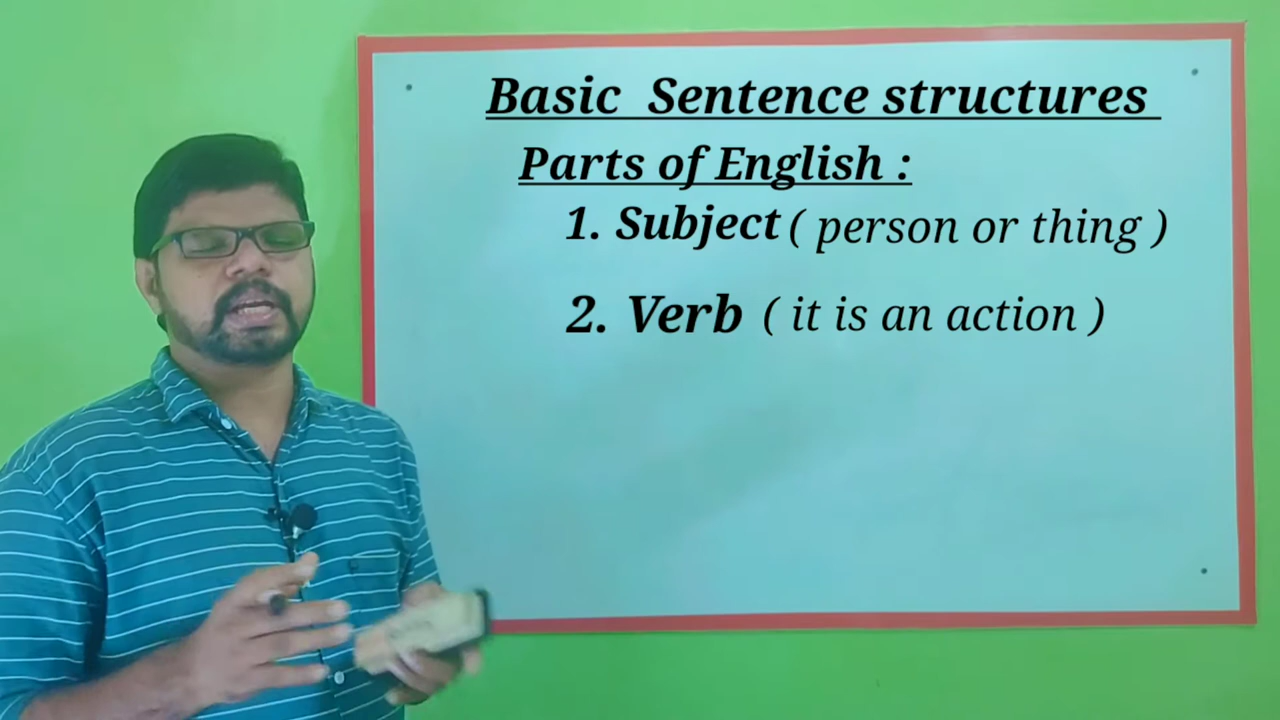 Basic Sentence structures
Parts of English :
1. Subject ( person or thing )
2. Verb ( it is an action )